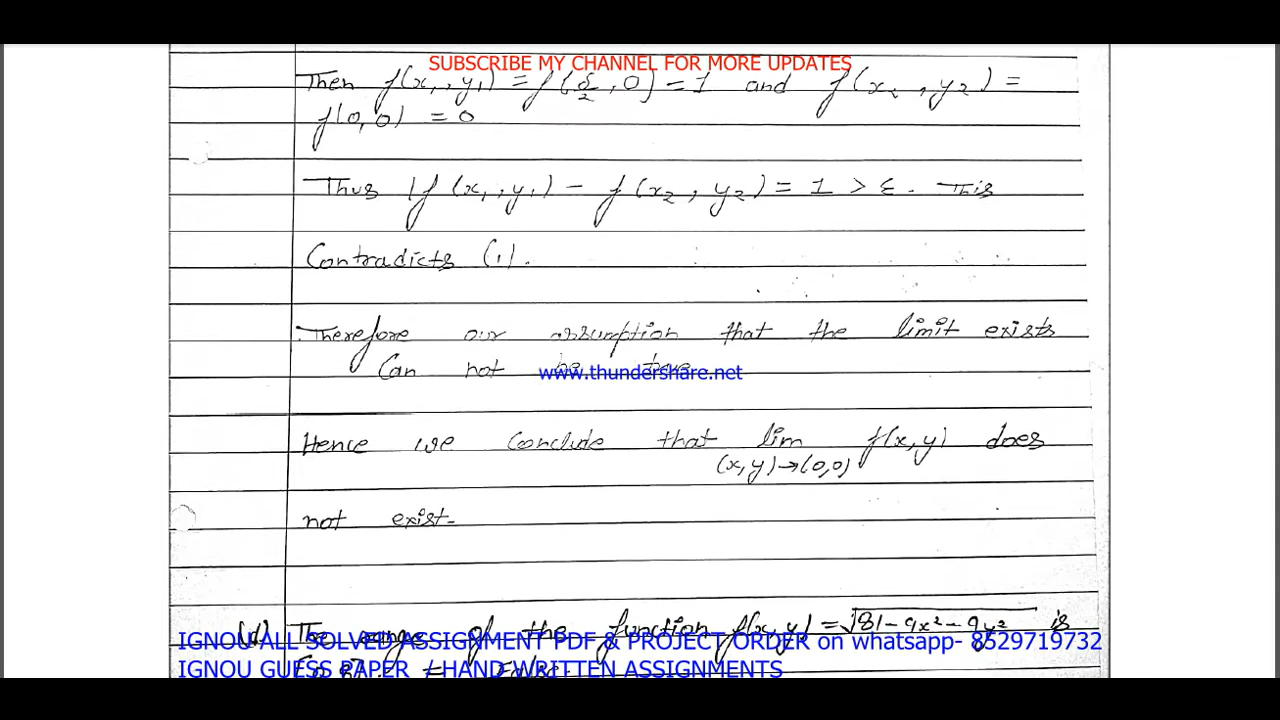 SUBSCRIBE MY CHANNEL FOR MORE UPDATES
Then f(x₁, y₁) = f(δ/2, 0) = 1 and f(x₂, y₂) =
f(0, 0) = 0
Thus |f(x₁, y₁) - f(x₂, y₂) = 1 > ε. This
Contradicts (1).
Therefore our assumption that the limit exists
Can not be true.
www.thundershare.net
Hence we conclude that lim f(x,y) does
(x,y)→(0,0)
not exist.
(d) The range of the function f(x,y) = √81-9x²-9y² is
IGNOU ALL SOLVED ASSIGNMENT PDF & PROJECT ORDER on whatsapp- 8529719732
IGNOU GUESS PAPER HAND WRITTEN ASSIGNMENTS